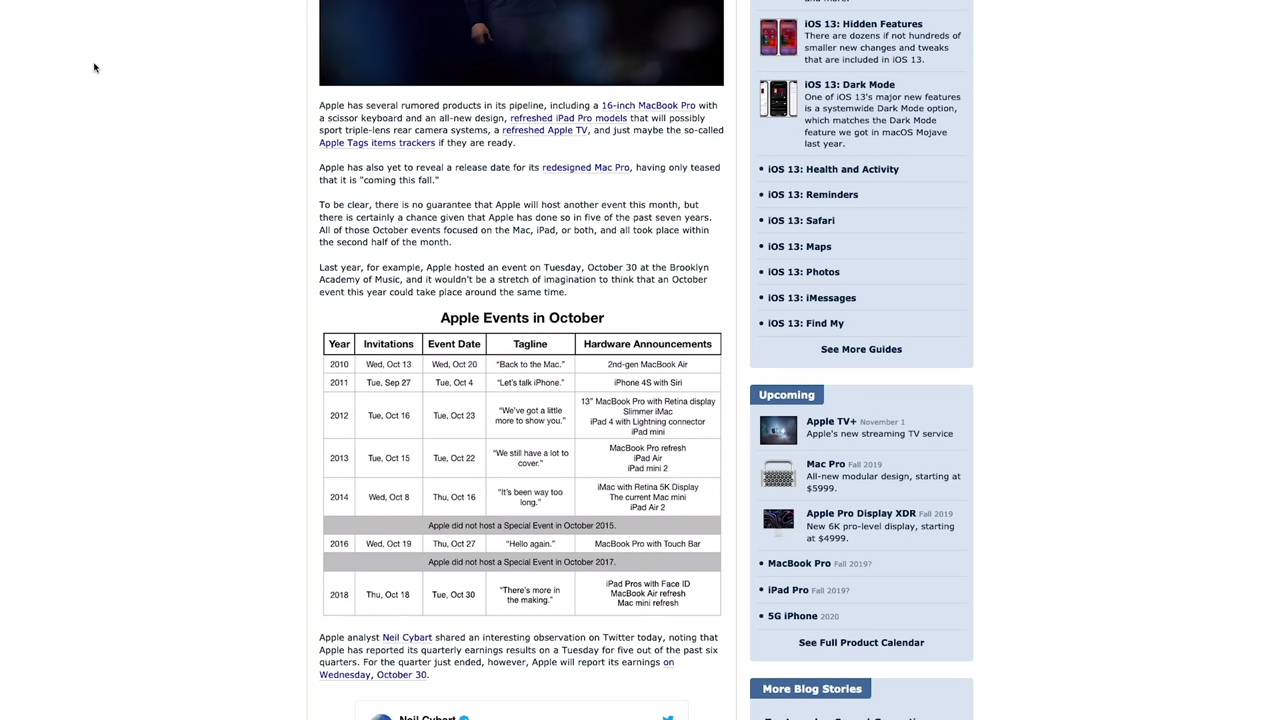 Apple has several rumored products in its pipeline, including a 16-inch MacBook Pro with
a scissor keyboard and an all-new design, refreshed iPad Pro models that will possibly
sport triple-lens rear camera systems, a refreshed Apple TV, and just maybe the so-called
Apple Tags items trackers if they are ready.
Apple has also yet to reveal a release date for its redesigned Mac Pro, having only teased
that it is "coming this fall."
To be clear, there is no guarantee that Apple will host another event this month, but
there is certainly a chance given that Apple has done so in five of the past seven years.
All of those October events focused on the Mac, iPad, or both, and all took place within
the second half of the month.
Last year, for example, Apple hosted an event on Tuesday, October 30 at the Brooklyn
Academy of Music, and it wouldn't be a stretch of imagination to think that an October
event this year could take place around the same time.
Apple Events in October
Year Invitations Event Date Tagline Hardware Announcements
2010 Wed, Oct 13 Wed, Oct 20 “Back to the Mac.” 2nd-gen MacBook Air
2011 Tue, Sep 27 Tue, Oct 4 “Let's talk iPhone.” iPhone 4S with Siri
2012 Tue, Oct 16 Tue, Oct 23 “We've got a little
more to show you.”
13” MacBook Pro with Retina display
Slimmer iMac
iPad 4 with Lightning connector
iPad mini
2013 Tue, Oct 15 Tue, Oct 22 “We still have a lot to
cover.”
MacBook Pro refresh
iPad Air
iPad mini 2
2014 Wed, Oct 8 Thu, Oct 16 “It's been way too
long.”
iMac with Retina 5K Display
The current Mac mini
iPad Air 2
Apple did not host a Special Event in October 2015.
2016 Wed, Oct 19 Thu, Oct 27 “Hello again.” MacBook Pro with Touch Bar
Apple did not host a Special Event in October 2017.
2018 Thu, Oct 18 Tue, Oct 30 “There's more in
the making.”
iPad Pros with Face ID
MacBook Air refresh
Mac mini refresh
Apple analyst Neil Cybart shared an interesting observation on Twitter today, noting that
Apple has reported its quarterly earnings results on a Tuesday for five out of the past six
quarters. For the quarter just ended, however, Apple will report its earnings on
Wednesday, October 30.
Neil Cybart
iOS 13: Hidden Features
There are dozens if not hundreds of
smaller new changes and tweaks
that are included in iOS 13.
iOS 13: Dark Mode
One of iOS 13's major new features
is a systemwide Dark Mode option,
which matches the Dark Mode
feature we got in macOS Mojave
last year.
• iOS 13: Health and Activity
• iOS 13: Reminders
• iOS 13: Safari
• iOS 13: Maps
• iOS 13: Photos
• iOS 13: iMessages
• iOS 13: Find My
See More Guides
Upcoming
Apple TV+ November 1
Apple's new streaming TV service
Mac Pro Fall 2019
All-new modular design, starting at
$5999.
Apple Pro Display XDR Fall 2019
New 6K pro-level display, starting
at $4999.
• MacBook Pro Fall 2019?
• iPad Pro Fall 2019?
• 5G iPhone 2020
See Full Product Calendar
More Blog Stories